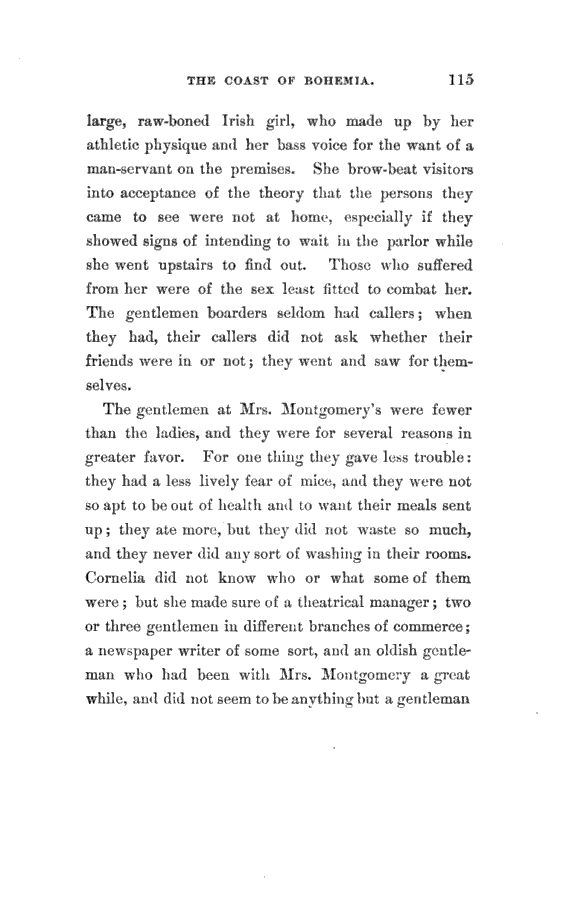 THE COAST OF BOHEMIA. 115
large, raw-boned Irish girl, who made up by her
athletic physique and her bass voice for the want of a
man-servant on the premises. She brow-beat visitors
into acceptance of the theory that the persons they
came to see were not at home, especially if they
showed signs of intending to wait in the parlor while
she went upstairs to find out. Those who suffered
from her were of the sex least fitted to combat her.
The gentlemen boarders seldom had callers; when
they had, their callers did not ask whether their
friends were in or not; they went and saw for them-
selves.
The gentlemen at Mrs. Montgomery's were fewer
than the ladies, and they were for several reasons in
greater favor. For one thing they gave less trouble:
they had a less lively fear of mice, and they were not
so apt to be out of health and to want their meals sent
up; they ate more, but they did not waste so much,
and they never did any sort of washing in their rooms.
Cornelia did not know who or what some of them
were; but she made sure of a theatrical manager; two
or three gentlemen in different branches of commerce;
a newspaper writer of some sort, and an oldish gentle-
man who had been with Mrs. Montgomery a great
while, and did not seem to be anything but a gentleman